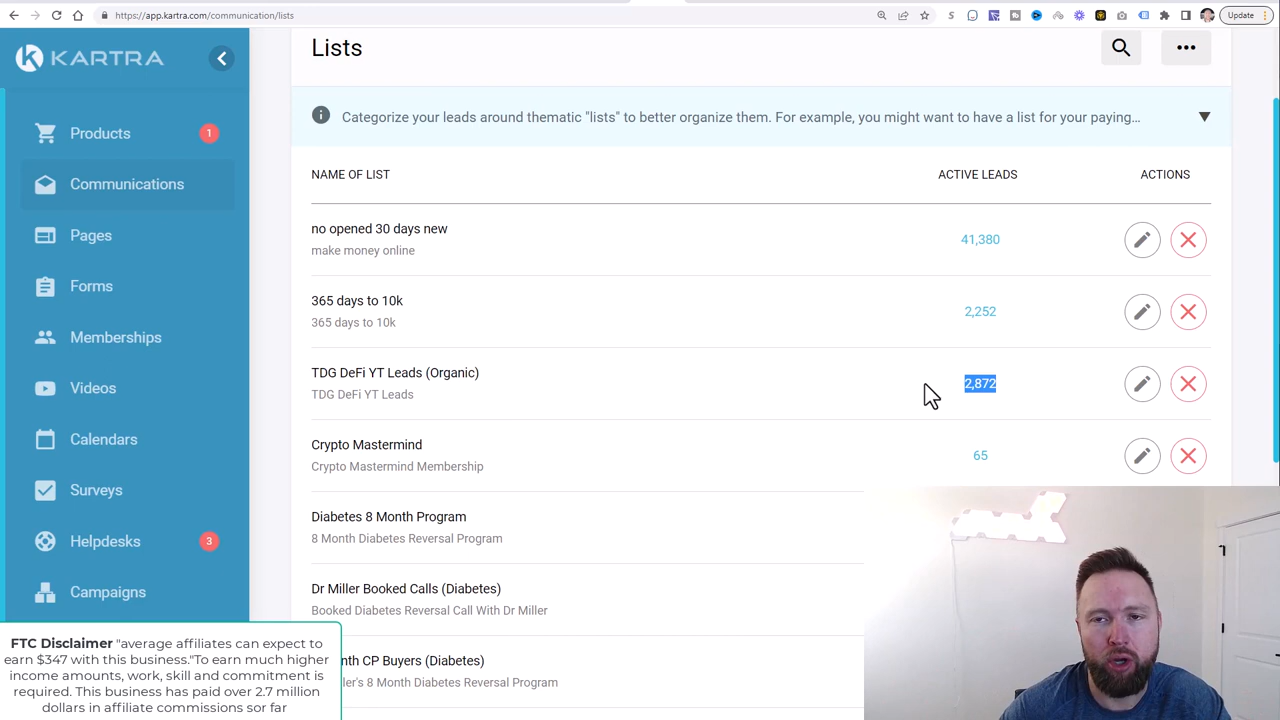 https://app.kartra.com/communication/lists
Update
KARTRA
Products
1
Communications
Pages
Forms
Memberships
Videos
Calendars
Surveys
Helpdesks
3
Campaigns
Lists
Categorize your leads around thematic "lists" to better organize them. For example, you might want to have a list for your paying...
NAME OF LIST
ACTIVE LEADS
ACTIONS
no opened 30 days new
make money online
41,380
365 days to 10k
365 days to 10k
2,252
TDG DeFi YT Leads (Organic)
TDG DeFi YT Leads
2,872
Crypto Mastermind
Crypto Mastermind Membership
65
Diabetes 8 Month Program
8 Month Diabetes Reversal Program
Dr Miller Booked Calls (Diabetes)
Booked Diabetes Reversal Call With Dr Miller
CP Buyers (Diabetes)
8 Month Diabetes Reversal Program
FTC Disclaimer "average affiliates can expect to
earn $347 with this business."To earn much higher
income amounts, work, skill and commitment is
required. This business has paid over 2.7 million
dollars in affiliate commissions sor far